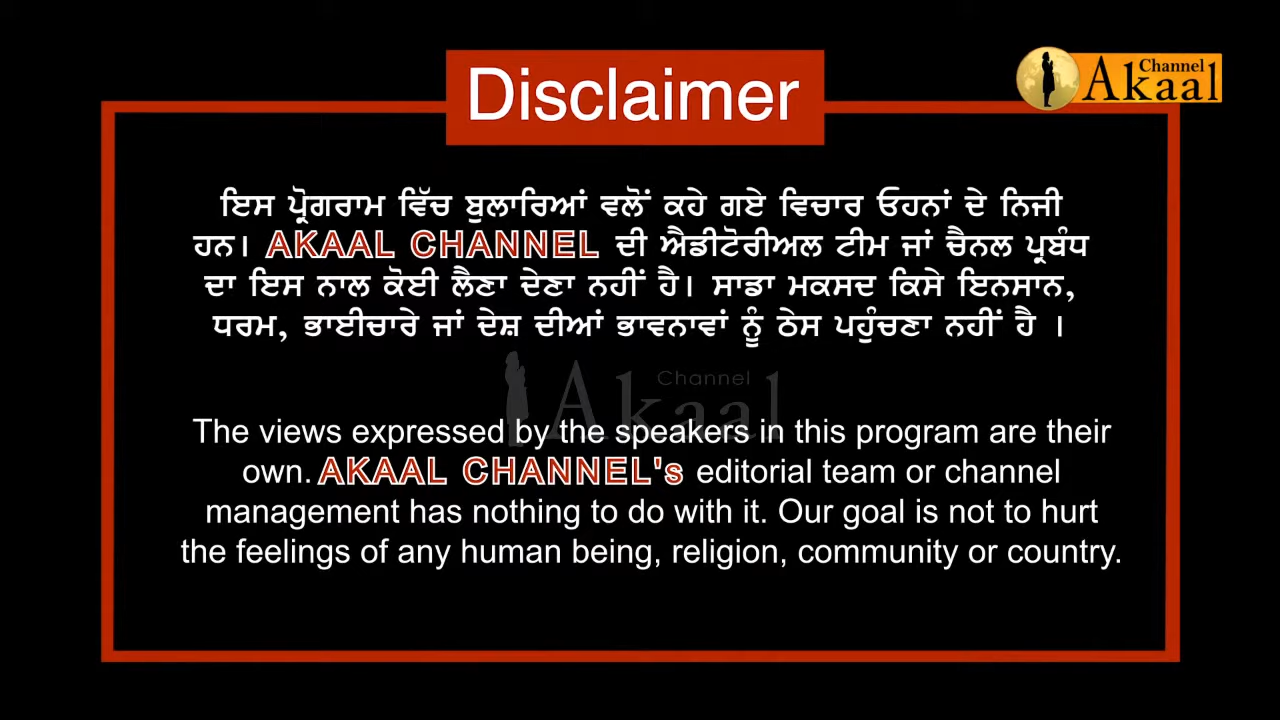 Disclaimer
Channel
Akaal
ਇਸ ਪ੍ਰੋਗਰਾਮ ਵਿੱਚ ਬੁਲਾਰਿਆਂ ਵਲੋਂ ਕਹੇ ਗਏ ਵਿਚਾਰ ਓਹਨਾਂ ਦੇ ਨਿਜੀ
ਹਨ। AKAAL CHANNEL ਦੀ ਐਡੀਟੋਰੀਅਲ ਟੀਮ ਜਾਂ ਚੈਨਲ ਪ੍ਰਬੰਧ
ਦਾ ਇਸ ਨਾਲ ਕੋਈ ਲੈਣਾ ਦੇਣਾ ਨਹੀਂ ਹੈ। ਸਾਡਾ ਮਕਸਦ ਕਿਸੇ ਇਨਸਾਨ,
ਧਰਮ, ਭਾਈਚਾਰੇ ਜਾਂ ਦੇਸ਼ ਦੀਆਂ ਭਾਵਨਾਵਾਂ ਨੂੰ ਠੇਸ ਪਹੁੰਚਣਾ ਨਹੀਂ ਹੈ ।
Channel
Akaal
The views expressed by the speakers in this program are their
own. AKAAL CHANNEL's editorial team or channel
management has nothing to do with it. Our goal is not to hurt
the feelings of any human being, religion, community or country.